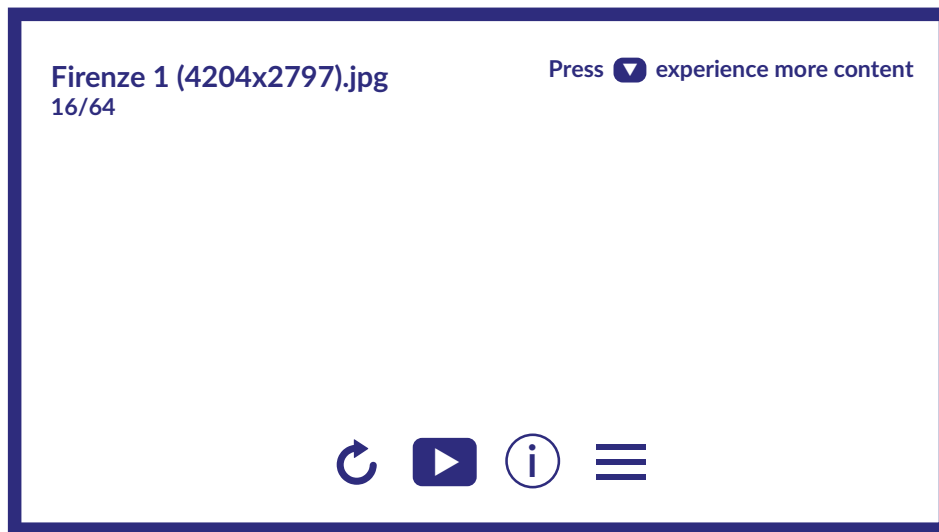 Firenze 1 (4204x2797).jpg
16/64
Press ▼ experience more content